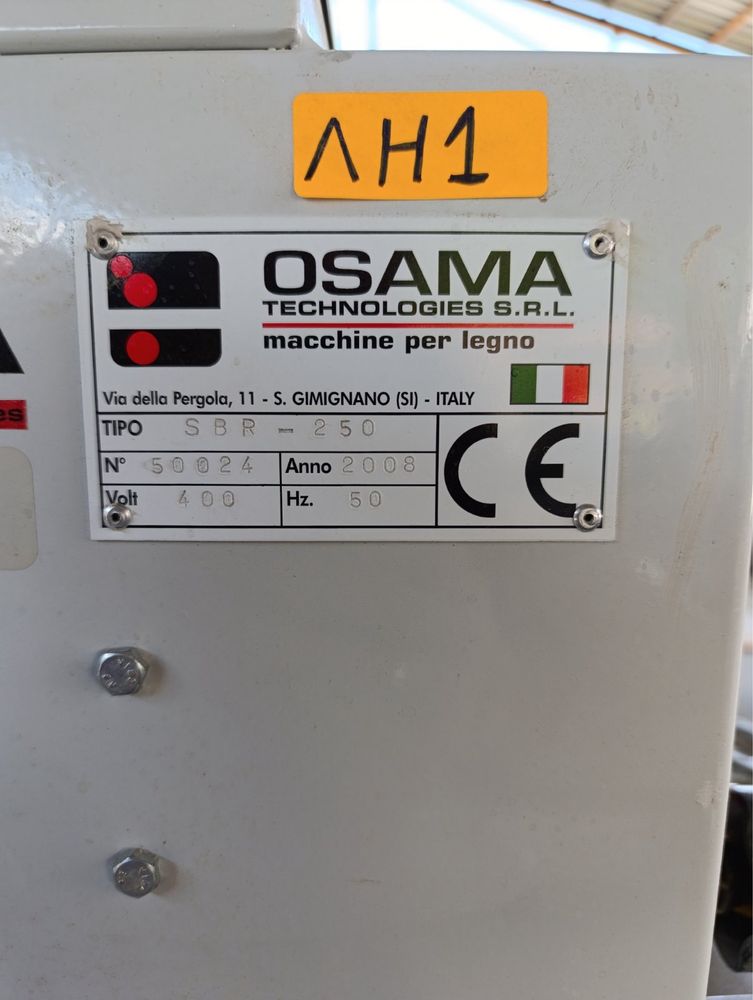 ΛH1
OSAMA
TECHNOLOGIES S.R.L.
macchine per legno
Via della Pergola, 11 - S. GIMIGNANO (SI) - ITALY
TIPO SBR-250
N° 50024 Anno 2008
Volt 400 Hz. 50
CE